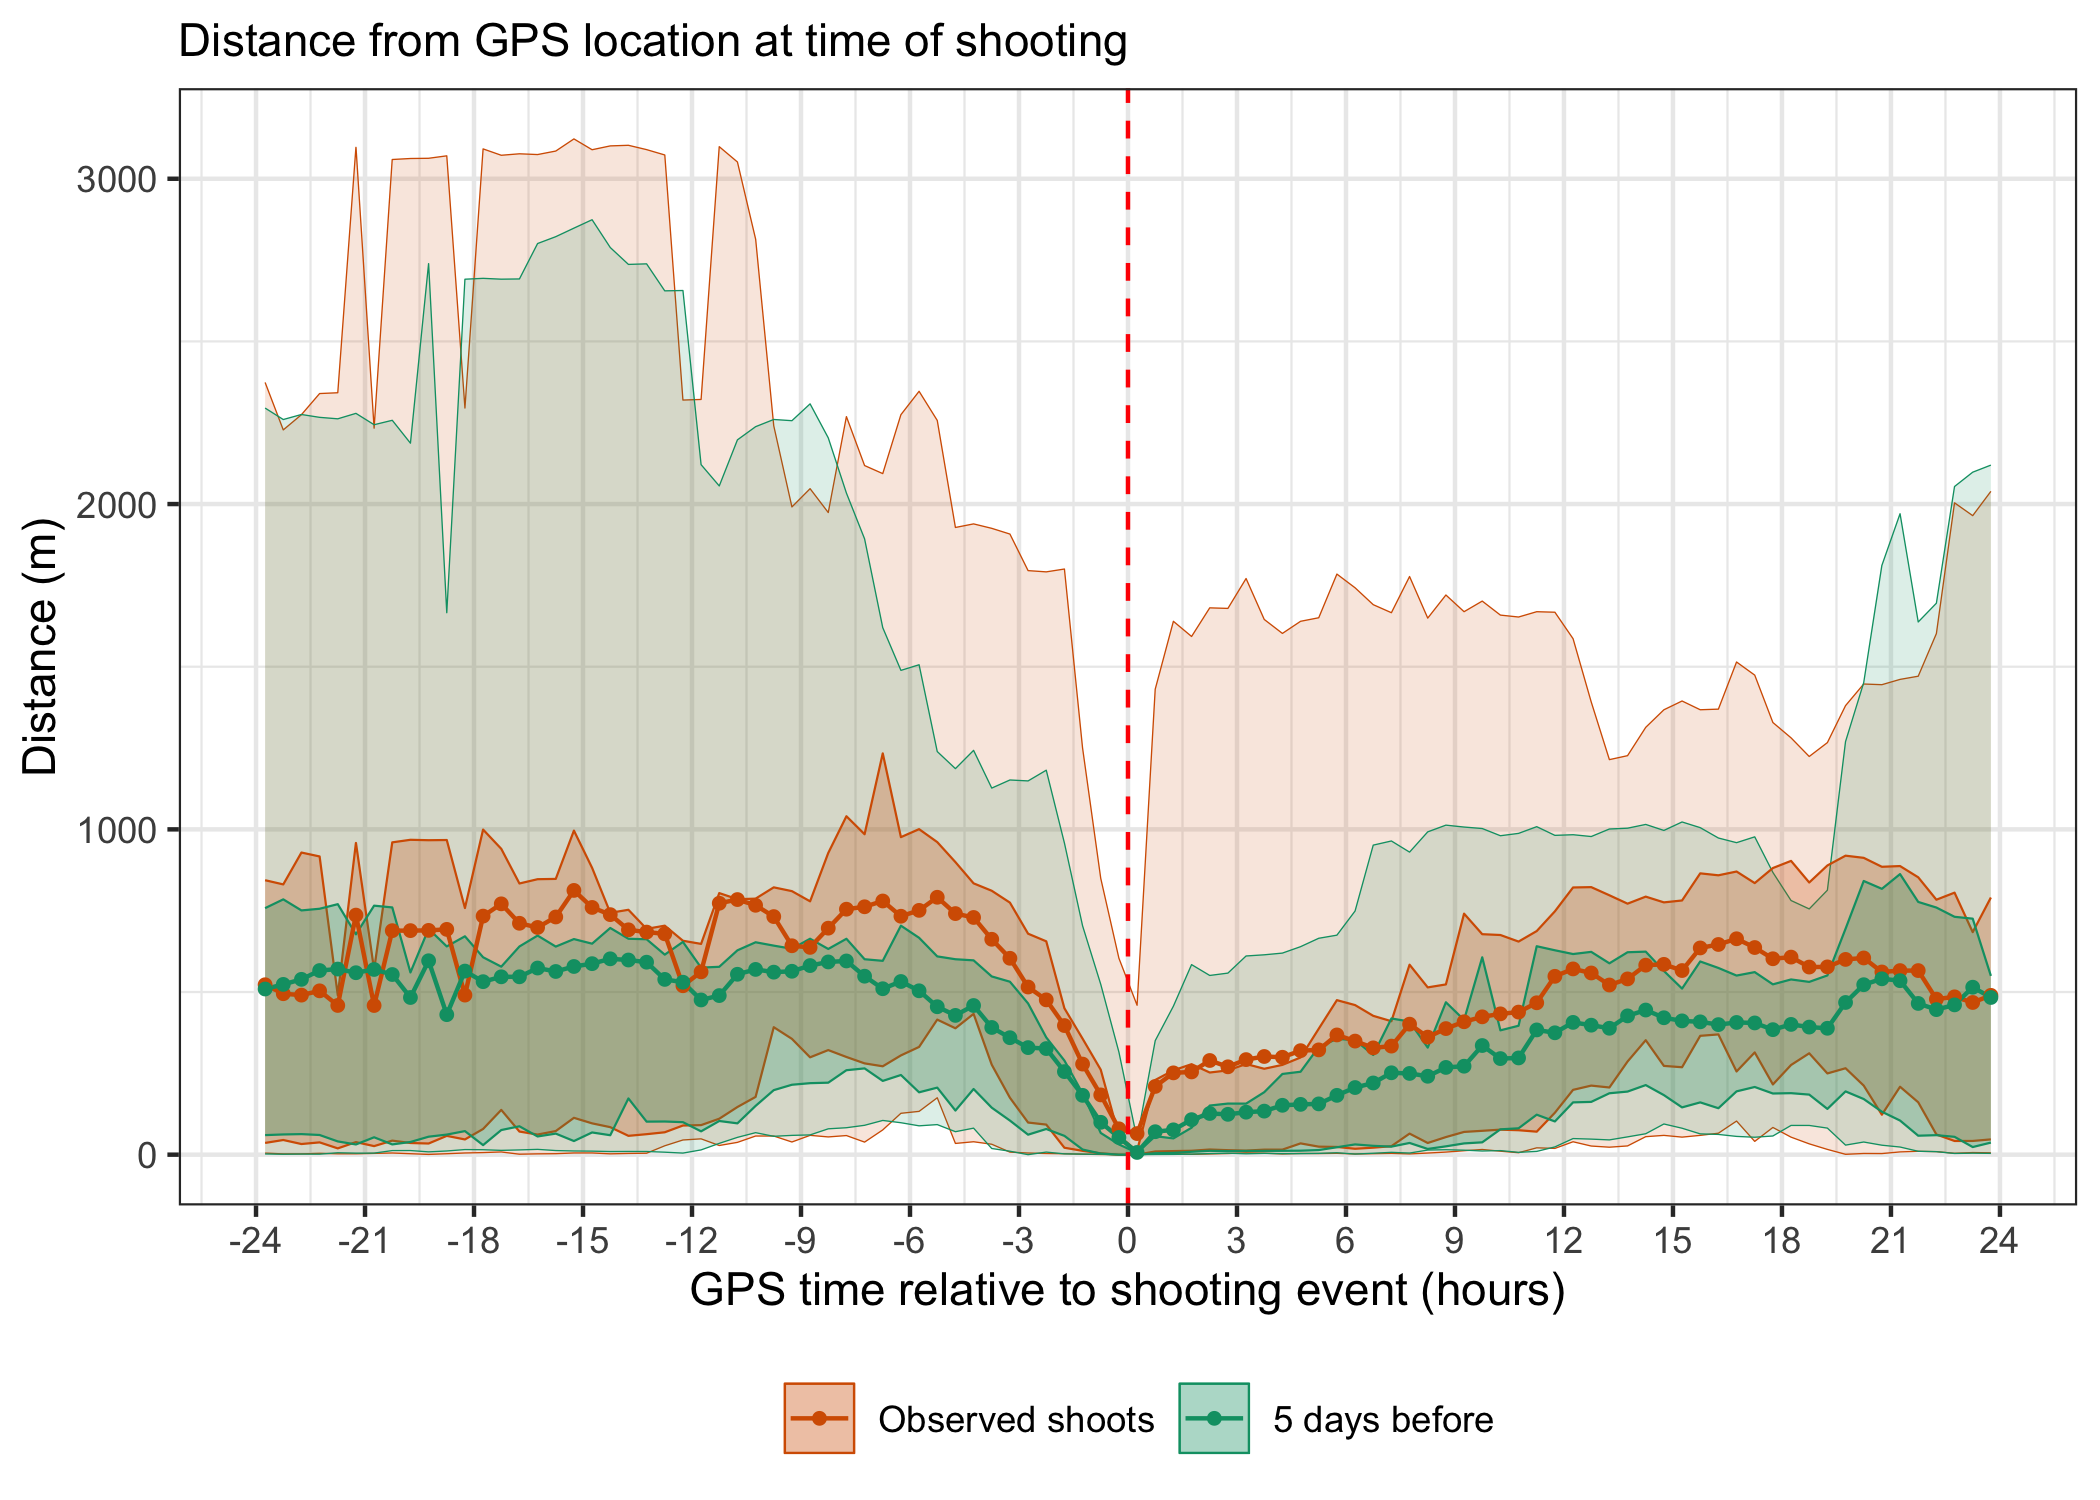 Distance from GPS location at time of shooting
3000
2000
1000
0
Distance (m)
-24 -21 -18 -15 -12 -9 -6 -3 0 3 6 9 12 15 18 21 24
GPS time relative to shooting event (hours)
Observed shoots 5 days before